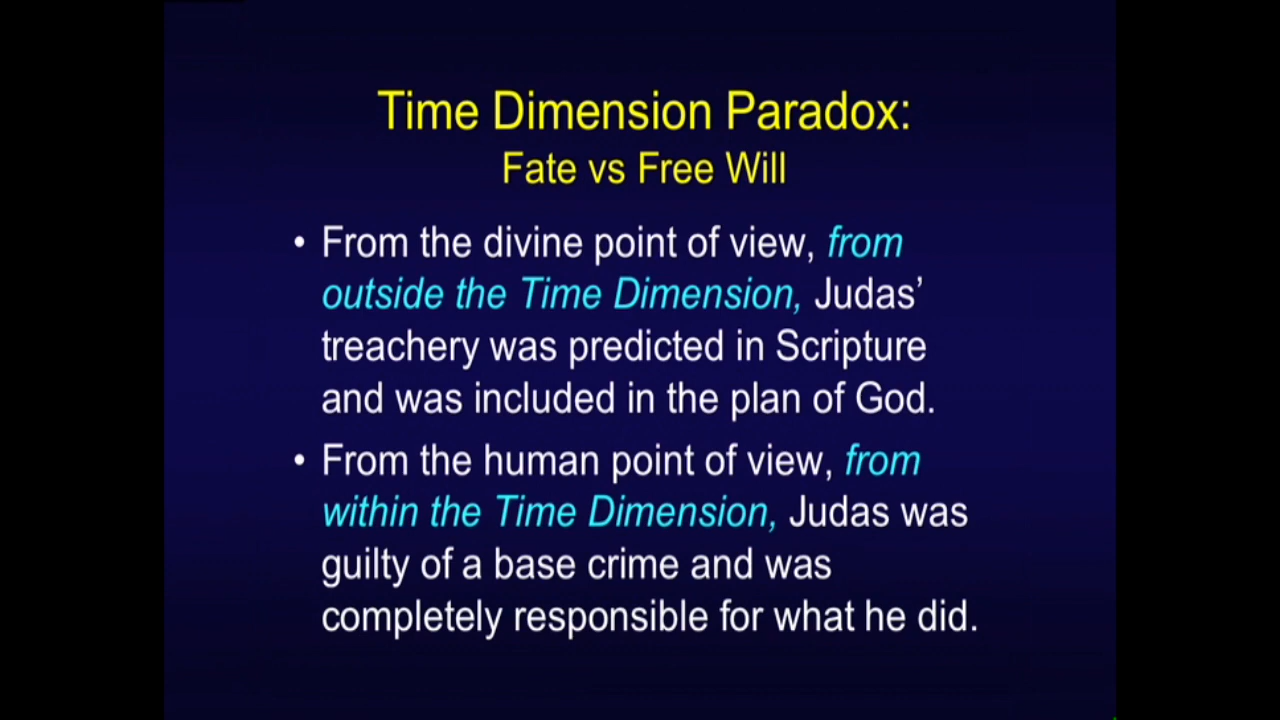 Time Dimension Paradox:
Fate vs Free Will
• From the divine point of view, from
outside the Time Dimension, Judas’
treachery was predicted in Scripture
and was included in the plan of God.
• From the human point of view, from
within the Time Dimension, Judas was
guilty of a base crime and was
completely responsible for what he did.